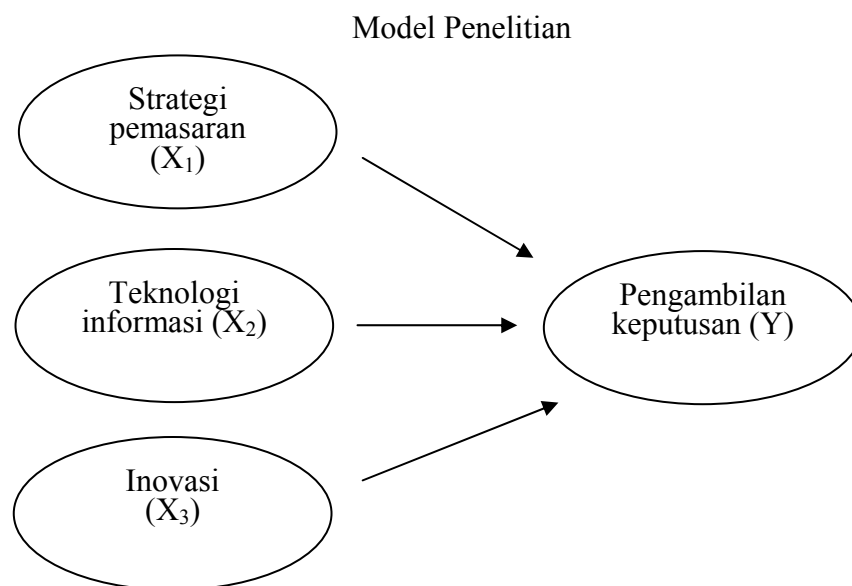 Model Penelitian
Strategi
pemasaran
(X₁)
Teknologi
informasi (X₂)
Pengambilan
keputusan (Y)
Inovasi
(X₃)